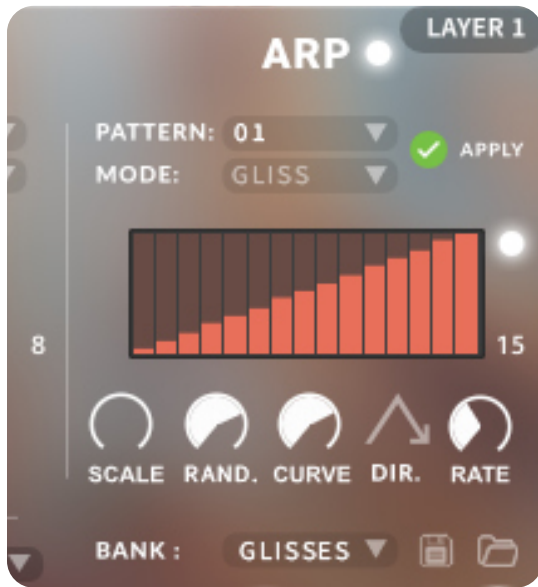 LAYER 1
ARP
PATTERN: 01
APPLY
MODE: GLISS
8
15
SCALE RAND. CURVE DIR. RATE
BANK : GLISSES